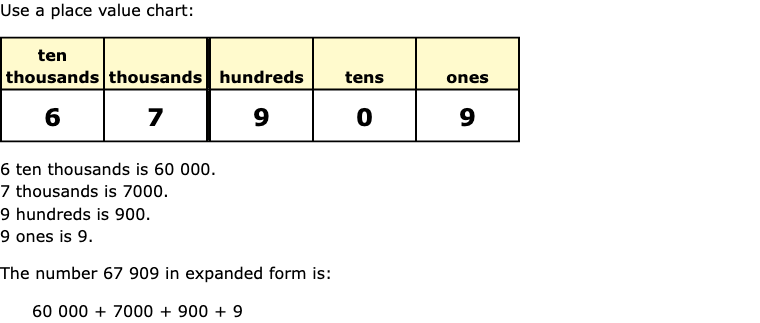 Use a place value chart:
ten thousands thousands hundreds tens ones
6 7 9 0 9
6 ten thousands is 60 000.
7 thousands is 7000.
9 hundreds is 900.
9 ones is 9.
The number 67 909 in expanded form is:
60 000 + 7000 + 900 + 9